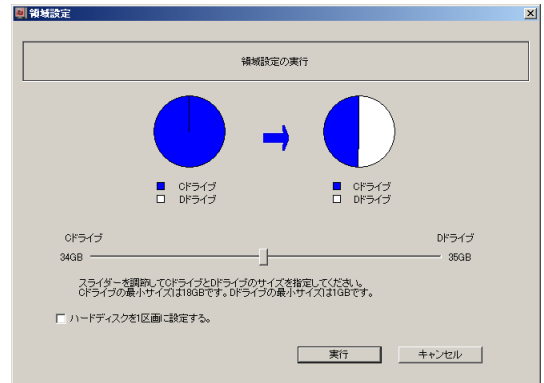 領域設定
領域設定の実行
Cドライブ
Dドライブ
Cドライブ
Dドライブ
Cドライブ
Dドライブ
34GB
35GB
スライダーを調節してCドライブとDドライブのサイズを指定してください。
Cドライブの最小サイズは18GBです。Dドライブの最小サイズは1GBです。
ハードディスクを1区画に設定する。
実行
キャンセル